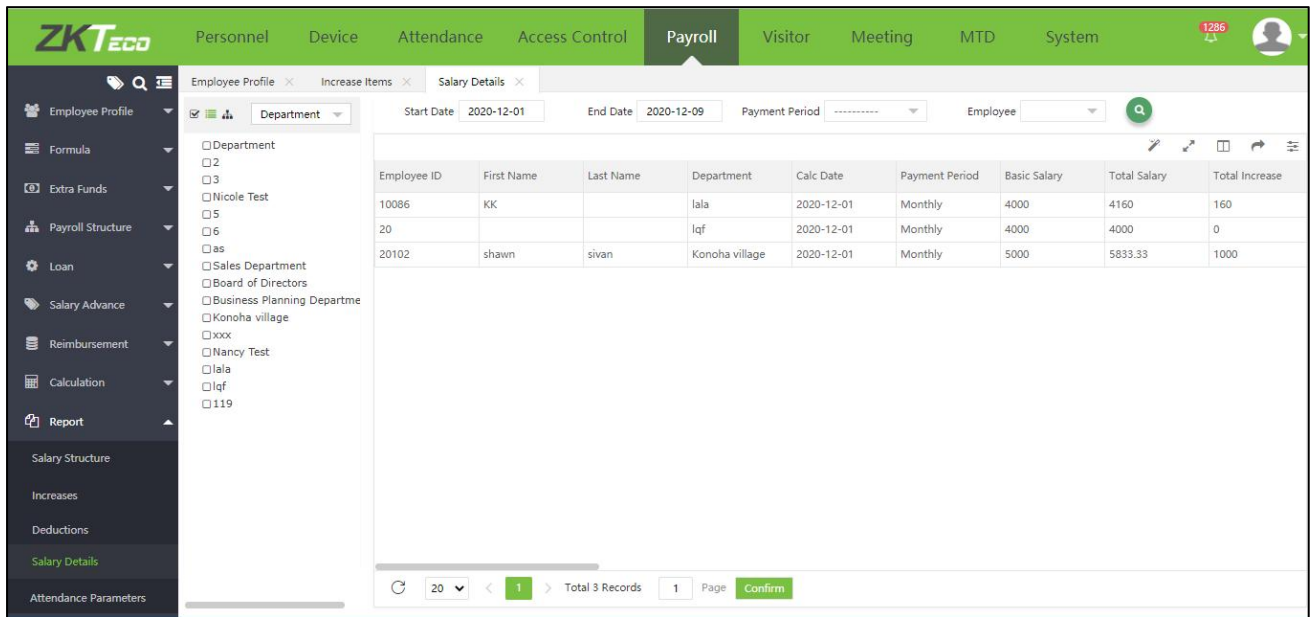 ZKTeco
Personnel Device Attendance Access Control Payroll Visitor Meeting MTD System 1286
Employee Profile Increase Items Salary Details
Employee Profile
Formula
Extra Funds
Payroll Structure
Loan
Salary Advance
Reimbursement
Calculation
Report
Salary Structure
Increases
Deductions
Salary Details
Attendance Parameters
Department
Department
2
3
Nicole Test
5
6
as
Sales Department
Board of Directors
Business Planning Departme
Konoha village
xxx
Nancy Test
lala
lqf
119
Start Date 2020-12-01 End Date 2020-12-09 Payment Period ---------- Employee
Employee ID First Name Last Name Department Calc Date Payment Period Basic Salary Total Salary Total Increase
10086 KK lala 2020-12-01 Monthly 4000 4160 160
20 lqf 2020-12-01 Monthly 4000 4000 0
20102 shawn sivan Konoha village 2020-12-01 Monthly 5000 5833.33 1000
20 < 1 > Total 3 Records 1 Page Confirm